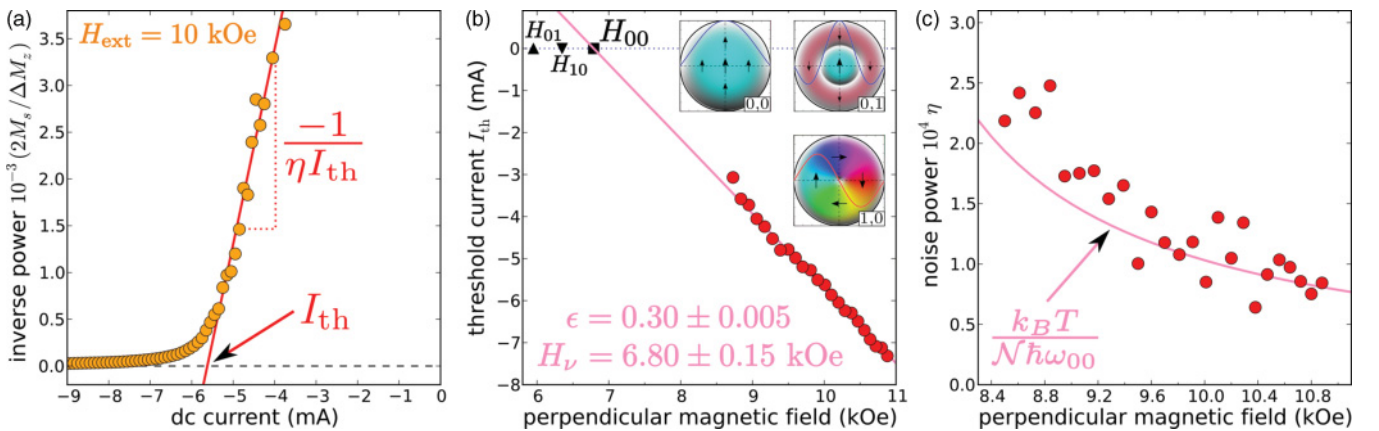 (a)
H_ext = 10 kOe
inverse power 10⁻³ (2M_s / ΔM_z)
3.5
3.0
2.5
2.0
1.5
1.0
0.5
0.0
−1
ηI_th
I_th
−9 −8 −7 −6 −5 −4 −3 −2 −1 0
dc current (mA)
(b)
threshold current I_th (mA)
H_01
H_10
H_00
0
−1
−2
−3
−4
−5
−6
−7
−8
0,0
0,1
1,0
ϵ = 0.30 ± 0.005
H_ν = 6.80 ± 0.15 kOe
6 7 8 9 10 11
perpendicular magnetic field (kOe)
(c)
noise power 10⁴ η
3.0
2.5
2.0
1.5
1.0
0.5
0.0
k_B T
𝒩ħω_00
8.4 8.8 9.2 9.6 10.0 10.4 10.8
perpendicular magnetic field (kOe)